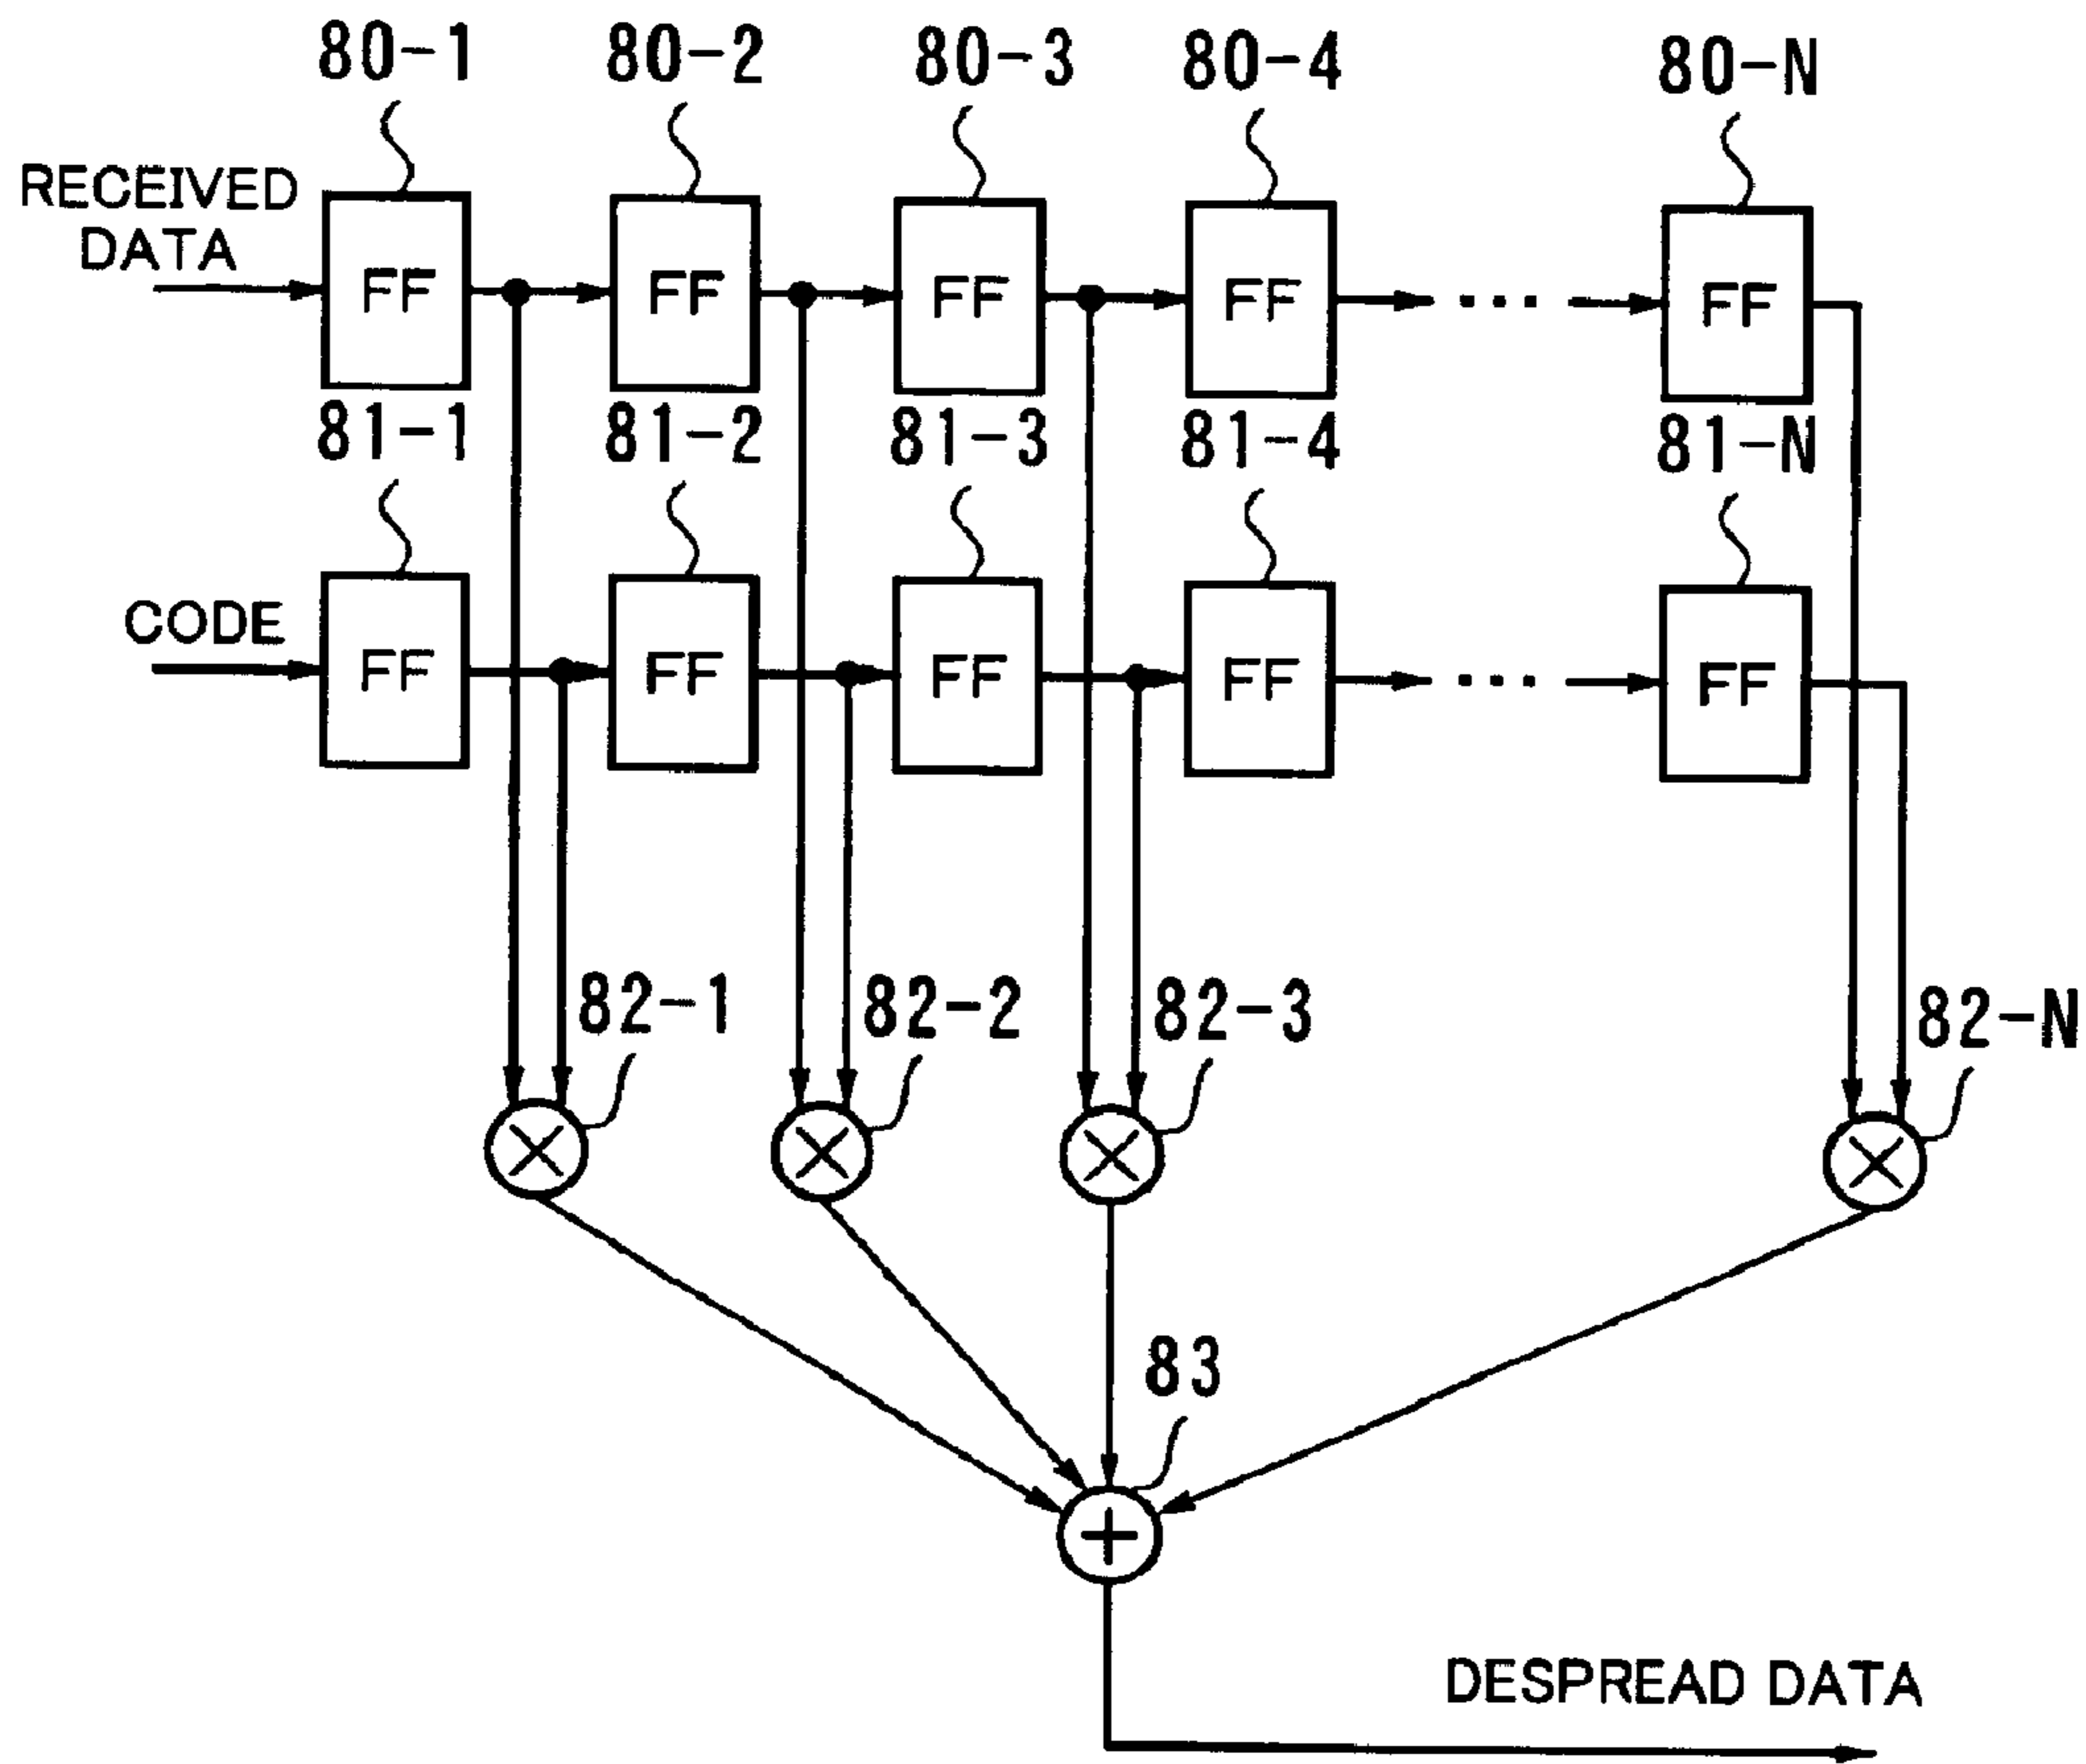 80-1 80-2 80-3 80-4 80-N
RECEIVED
DATA
FF FF FF FF ... FF
81-1 81-2 81-3 81-4 81-N
CODE
FF FF FF FF ... FF
82-1 82-2 82-3 82-N
83
DESPREAD DATA